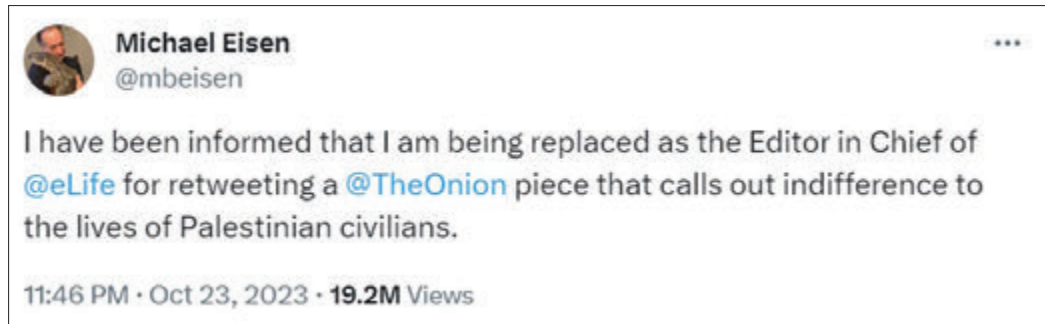 Michael Eisen
@mbeisen
I have been informed that I am being replaced as the Editor in Chief of
@eLife for retweeting a @TheOnion piece that calls out indifference to
the lives of Palestinian civilians.
11:46 PM · Oct 23, 2023 · 19.2M Views